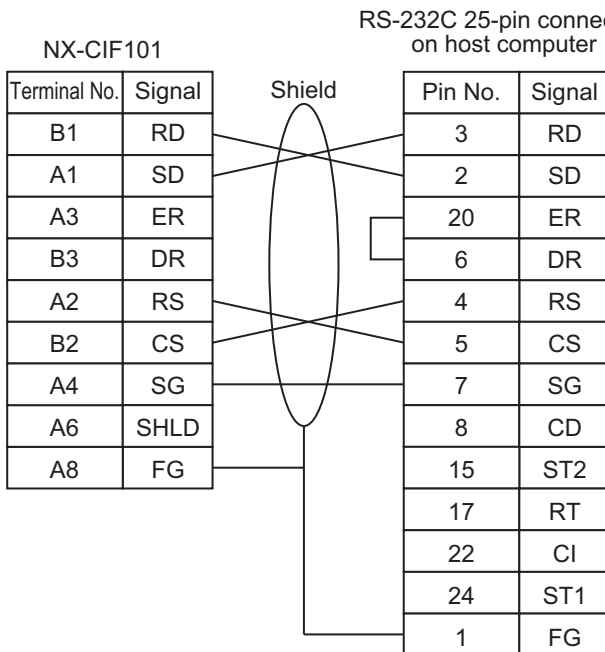 RS-232C 25-pin
on host computer
NX-CIF101
Shield
Terminal No. Signal
B1 RD
A1 SD
A3 ER
B3 DR
A2 RS
B2 CS
A4 SG
A6 SHLD
A8 FG
Pin No. Signal
3 RD
2 SD
20 ER
6 DR
4 RS
5 CS
7 SG
8 CD
15 ST2
17 RT
22 CI
24 ST1
1 FG